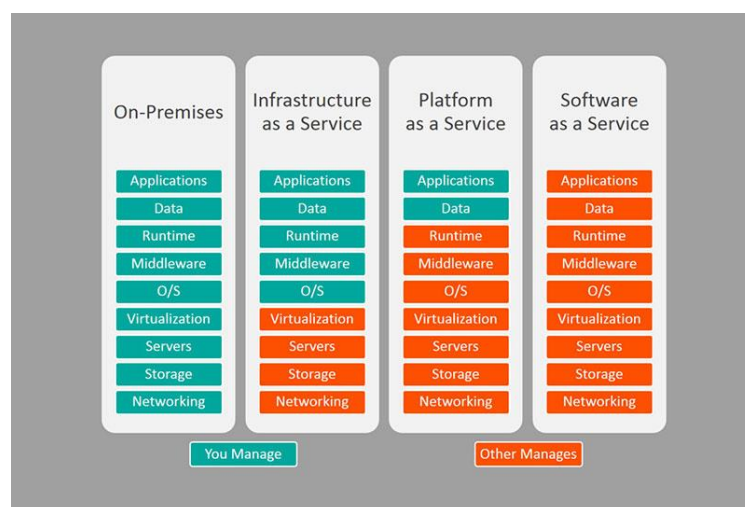 On-Premises
Applications
Data
Runtime
Middleware
O/S
Virtualization
Servers
Storage
Networking
Infrastructure
as a Service
Applications
Data
Runtime
Middleware
O/S
Virtualization
Servers
Storage
Networking
Platform
as a Service
Applications
Data
Runtime
Middleware
O/S
Virtualization
Servers
Storage
Networking
Software
as a Service
Applications
Data
Runtime
Middleware
O/S
Virtualization
Servers
Storage
Networking
You Manage
Other Manages